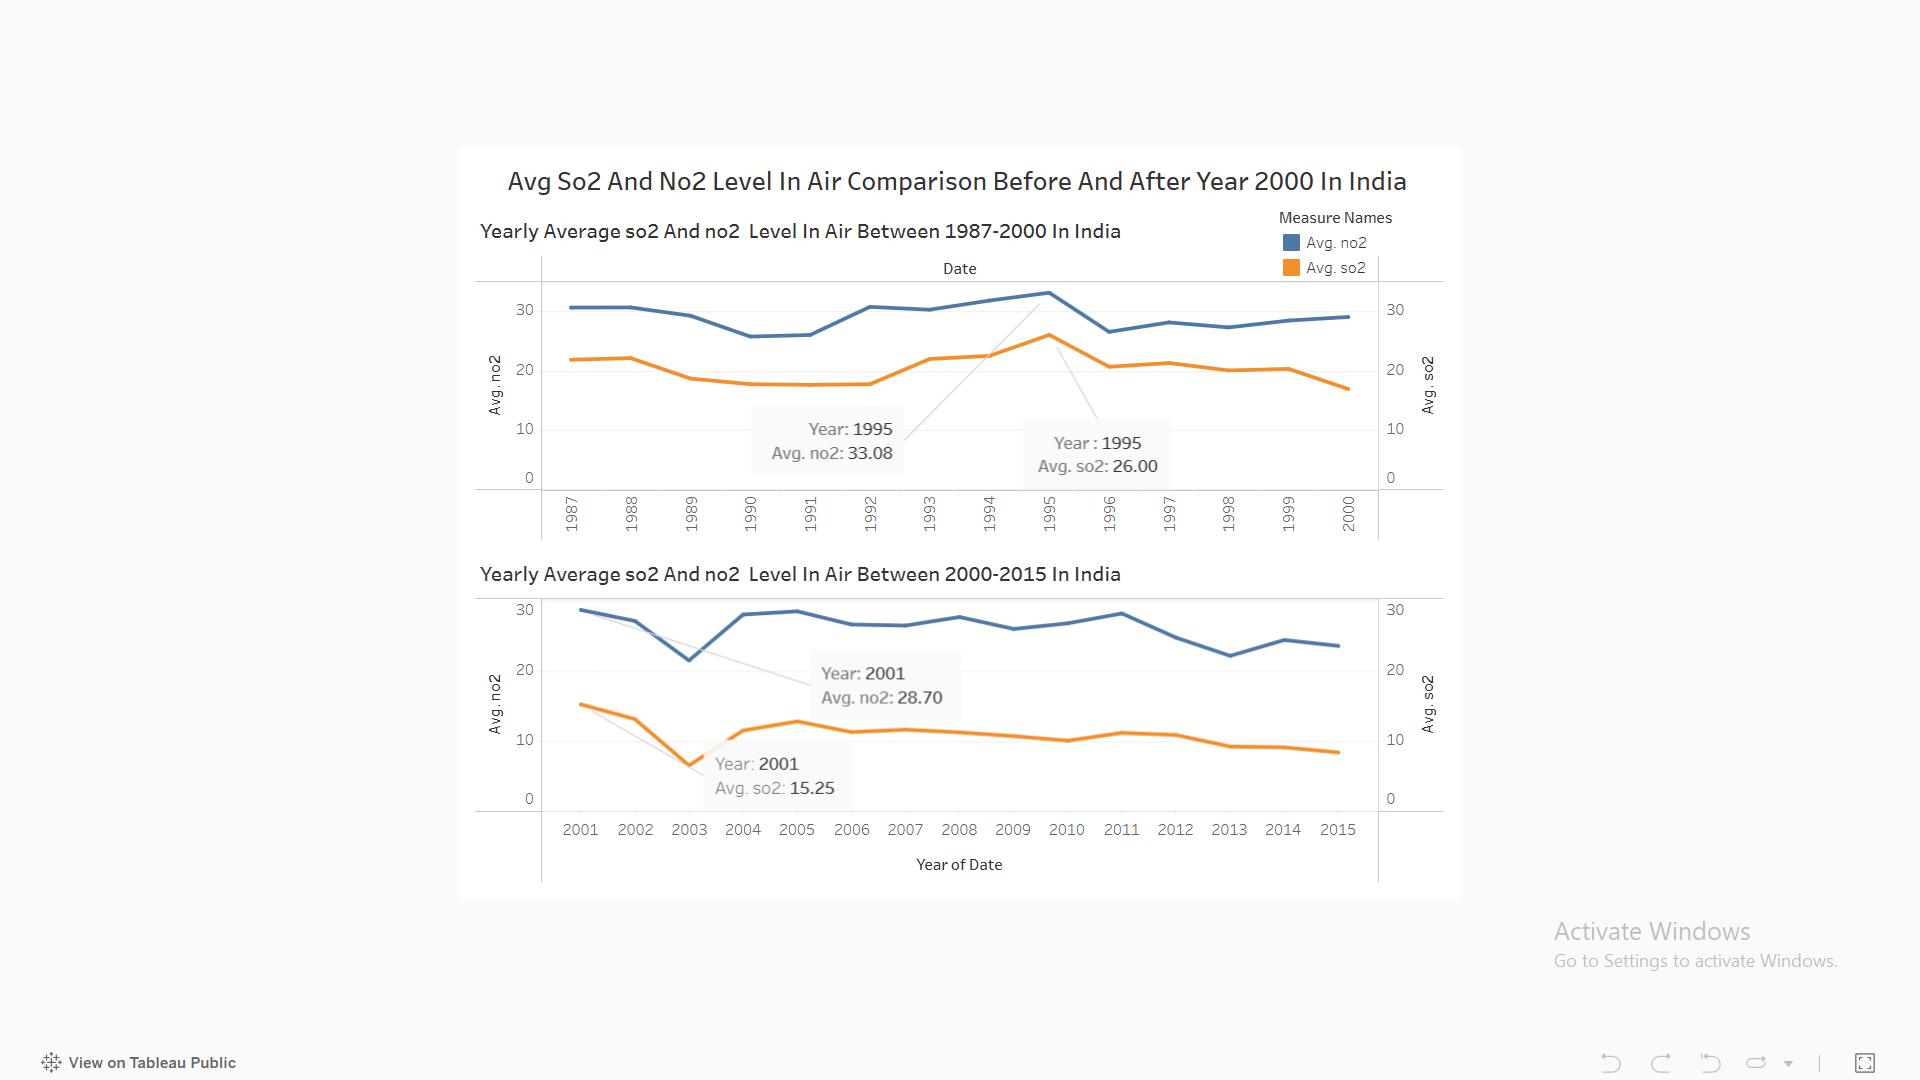 Avg So2 And No2 Level In Air Comparison Before And After Year 2000 In India
Yearly Average so2 And no2 Level In Air Between 1987-2000 In India
Measure Names
Avg. no2
Avg. so2
Date
30
20
10
0
Avg. no2
30
20
10
0
Avg. so2
Year: 1995
Avg. no2: 33.08
Year : 1995
Avg. so2: 26.00
1987 1988 1989 1990 1991 1992 1993 1994 1995 1996 1997 1998 1999 2000
Yearly Average so2 And no2 Level In Air Between 2000-2015 In India
30
20
10
0
Avg. no2
30
20
10
0
Avg. so2
Year: 2001
Avg. no2: 28.70
Year: 2001
Avg. so2: 15.25
2001 2002 2003 2004 2005 2006 2007 2008 2009 2010 2011 2012 2013 2014 2015
Year of Date
Activate Windows
Go to Settings to activate Windows.
View on Tableau Public